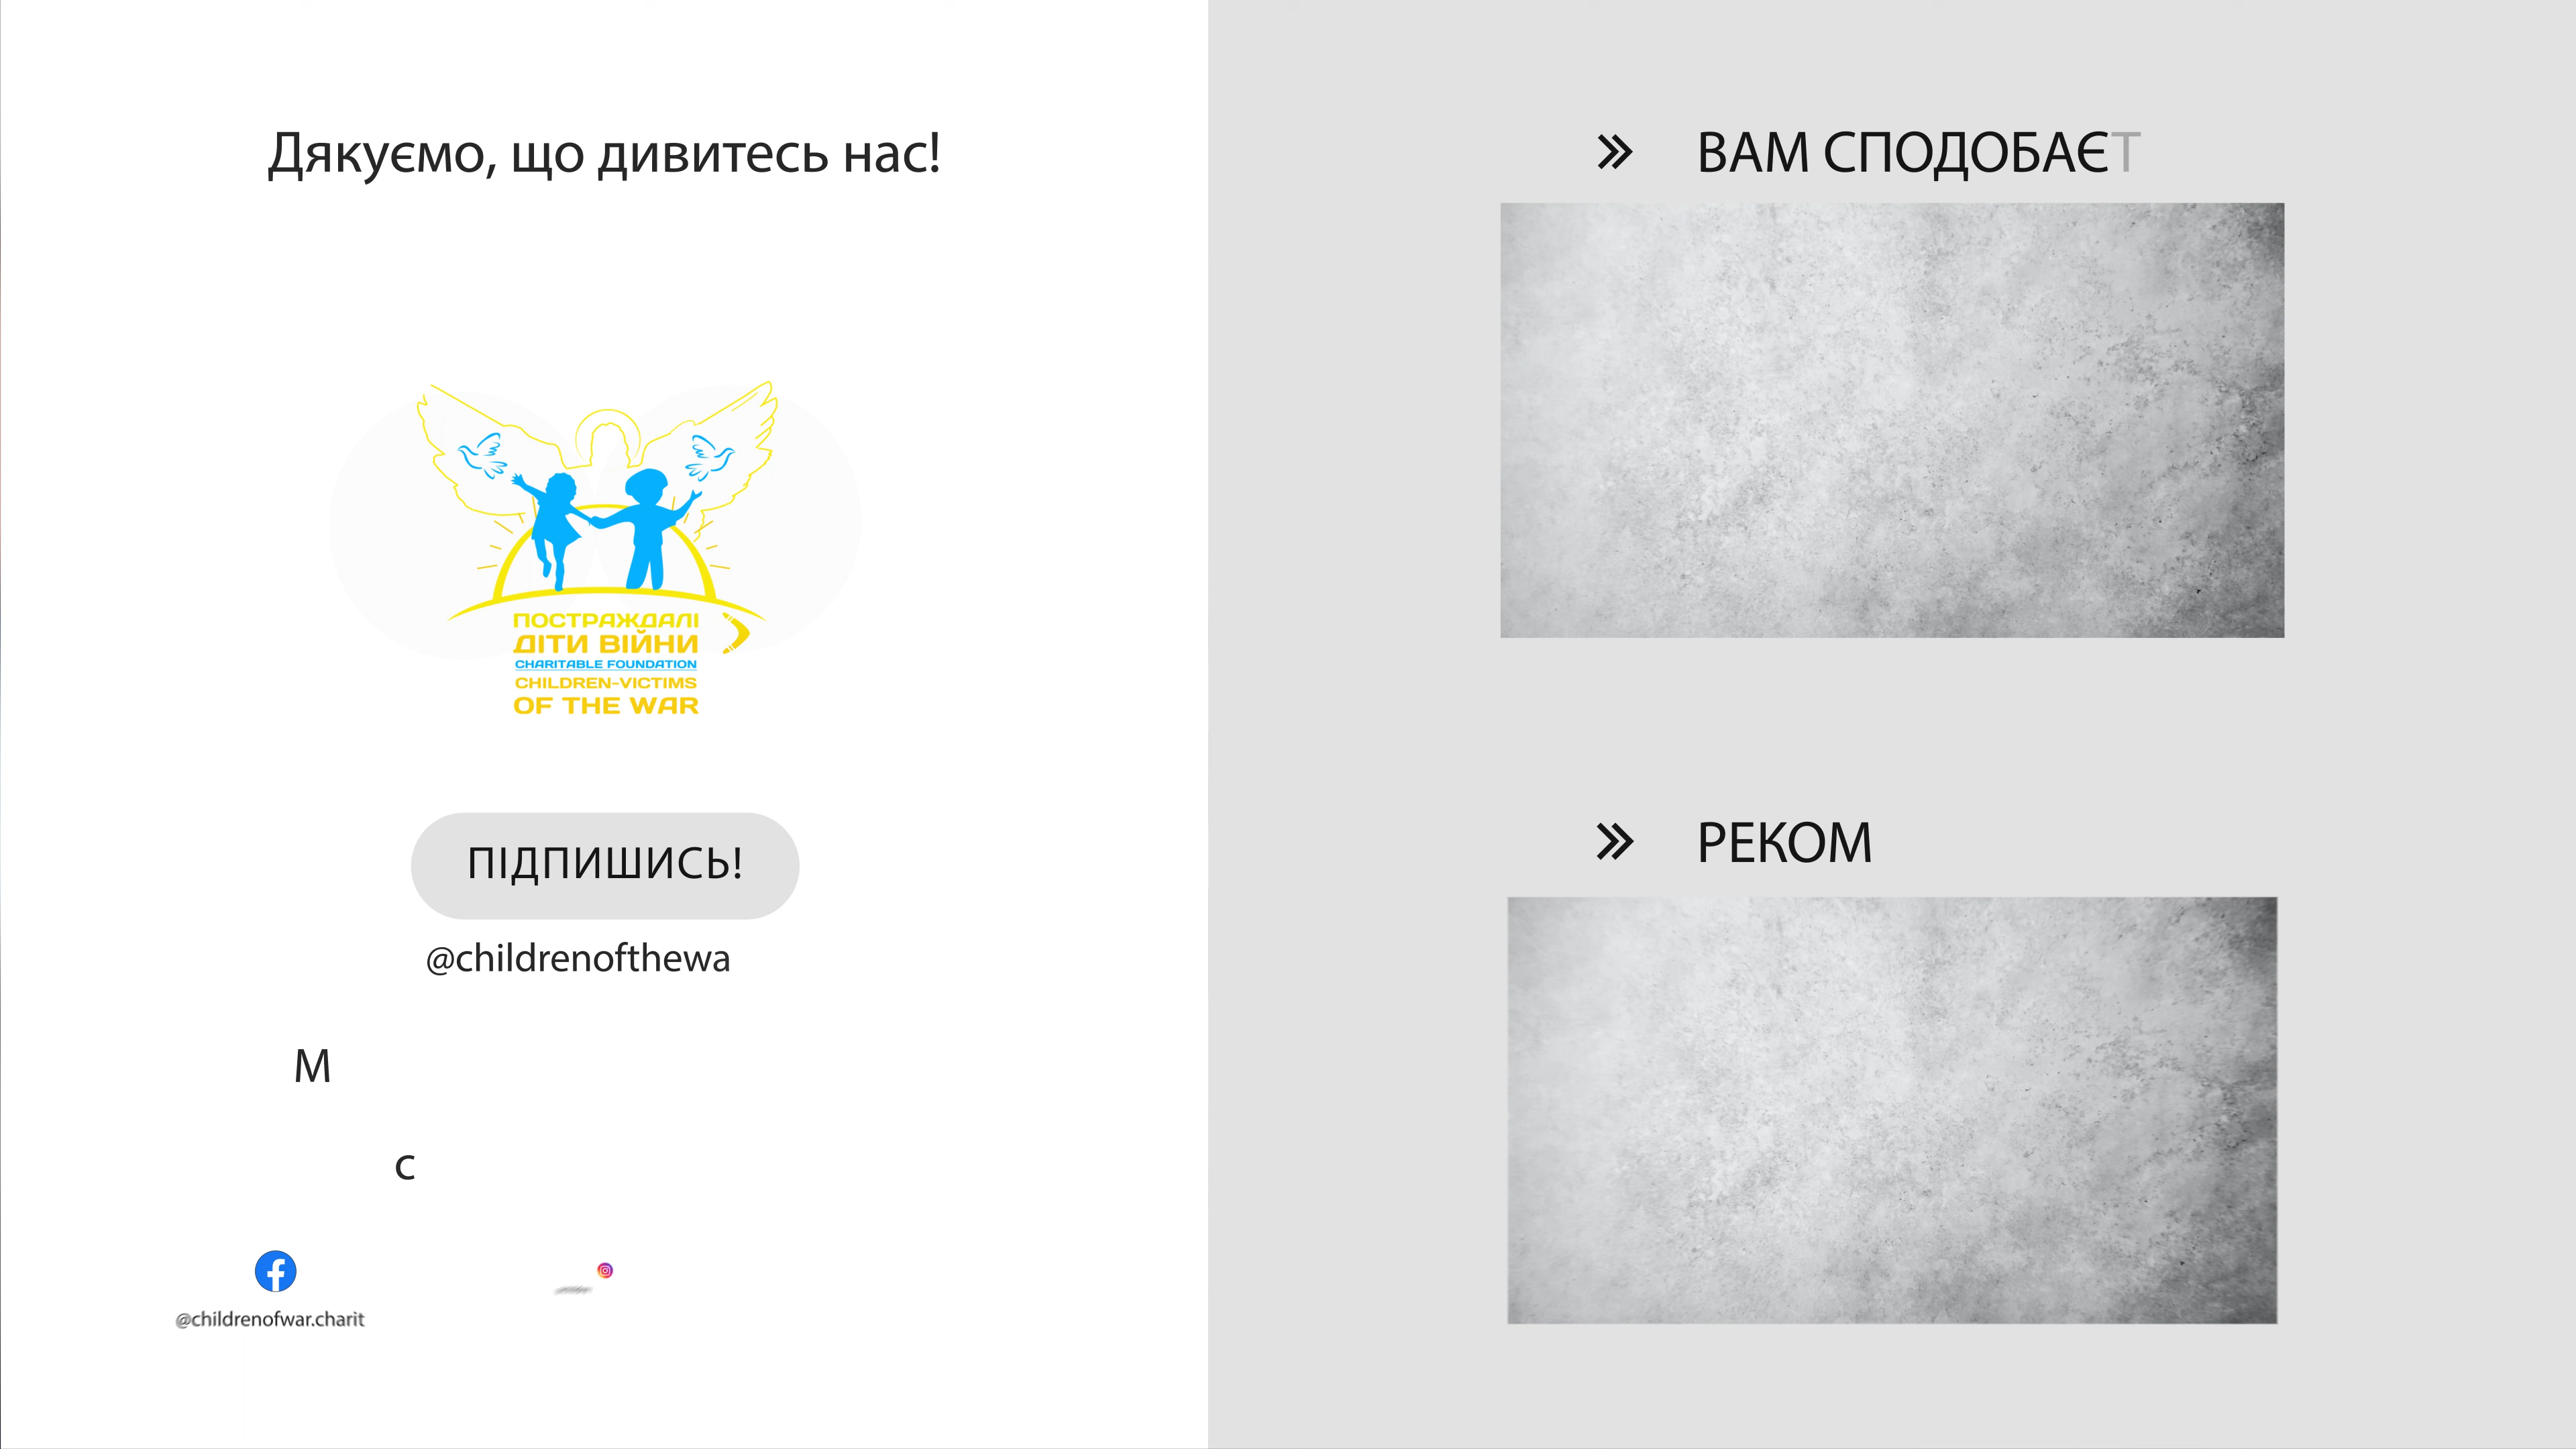 Дякуємо, що дивитесь нас!
ПОСТРАЖДАЛІ
ДІТИ ВІЙНИ
CHARITABLE FOUNDATION
CHILDREN-VICTIMS
OF THE WAR
ПІДПИШИСЬ!
@childrenofthewa
М
с
@childrenofwar.charit
ВАМ СПОДОБАЄТ
РЕКОМ